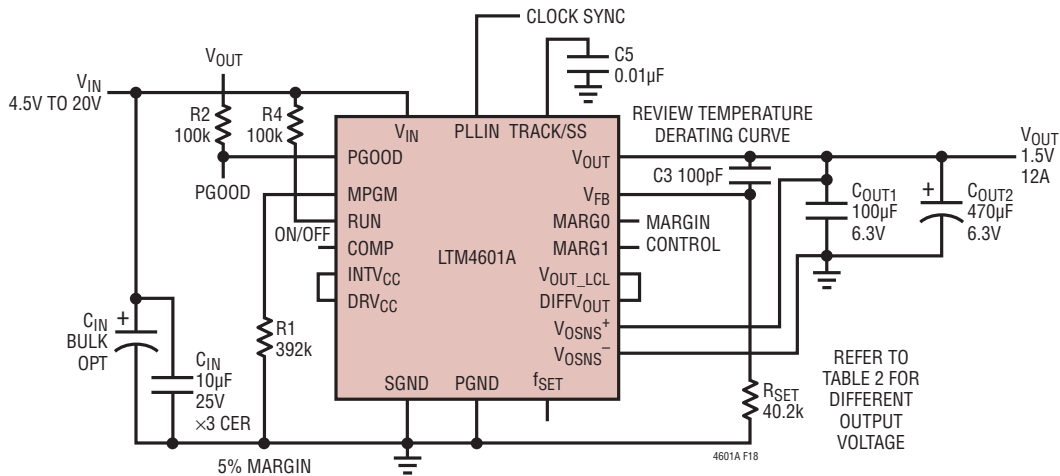 CLOCK SYNC
C5
0.01µF
VOUT
VIN
4.5V TO 20V
R2
100k
R4
100k
PGOOD
REVIEW TEMPERATURE
DERATING CURVE
VIN
PLLIN
TRACK/SS
PGOOD
MPGM
RUN
COMP
INTVCC
DRVCC
LTM4601A
VOUT
VFB
MARG0
MARG1
VOUT_LCL
DIFFVOUT
VOSNS+
VOSNS–
SGND
PGND
fSET
ON/OFF
C3 100pF
MARGIN
CONTROL
VOUT
1.5V
12A
COUT1
100µF
6.3V
COUT2
470µF
6.3V
+
CIN
BULK
OPT
+
CIN
10µF
25V
×3 CER
R1
392k
5% MARGIN
RSET
40.2k
REFER TO
TABLE 2 FOR
DIFFERENT
OUTPUT
VOLTAGE
4601A F18